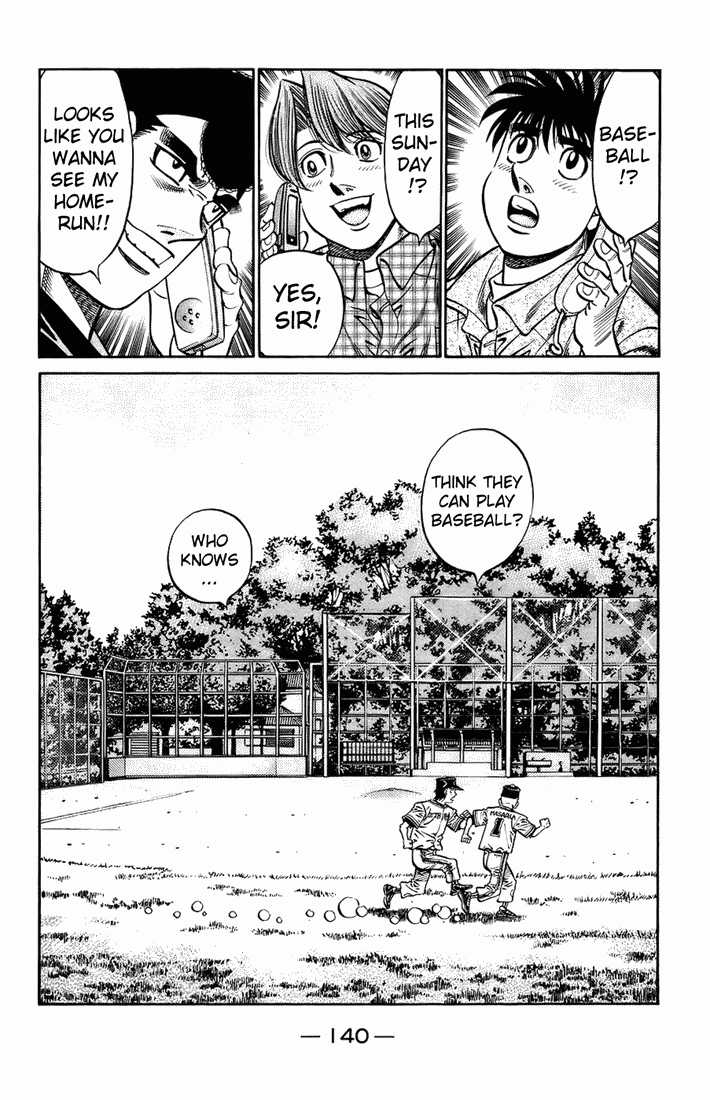 BASE-
BALL
!?
THIS
SUN-
DAY
!?
YES,
SIR!
LOOKS
LIKE YOU
WANNA
SEE MY
HOME-
RUN!!
THINK THEY
CAN PLAY
BASEBALL?
WHO
KNOWS
...
1
— 140 —